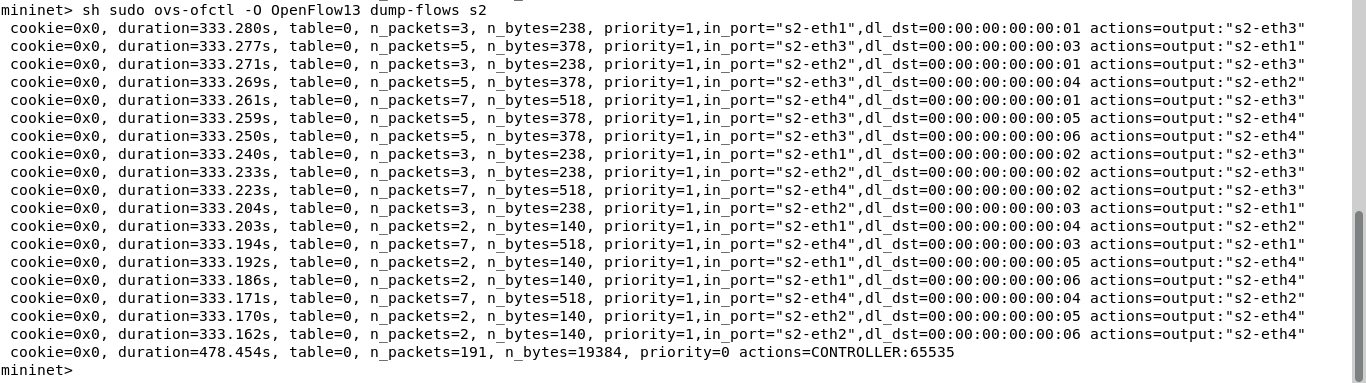 mininet> sh sudo ovs-ofctl -O OpenFlow13 dump-flows s2
cookie=0x0, duration=333.280s, table=0, n_packets=3, n_bytes=238, priority=1,in_port="s2-eth1",dl_dst=00:00:00:00:00:01 actions=output:"s2-eth3"
cookie=0x0, duration=333.277s, table=0, n_packets=5, n_bytes=378, priority=1,in_port="s2-eth3",dl_dst=00:00:00:00:00:03 actions=output:"s2-eth1"
cookie=0x0, duration=333.271s, table=0, n_packets=3, n_bytes=238, priority=1,in_port="s2-eth2",dl_dst=00:00:00:00:00:01 actions=output:"s2-eth3"
cookie=0x0, duration=333.269s, table=0, n_packets=5, n_bytes=378, priority=1,in_port="s2-eth3",dl_dst=00:00:00:00:00:04 actions=output:"s2-eth2"
cookie=0x0, duration=333.261s, table=0, n_packets=7, n_bytes=518, priority=1,in_port="s2-eth4",dl_dst=00:00:00:00:00:01 actions=output:"s2-eth3"
cookie=0x0, duration=333.259s, table=0, n_packets=5, n_bytes=378, priority=1,in_port="s2-eth3",dl_dst=00:00:00:00:00:05 actions=output:"s2-eth4"
cookie=0x0, duration=333.250s, table=0, n_packets=5, n_bytes=378, priority=1,in_port="s2-eth3",dl_dst=00:00:00:00:00:06 actions=output:"s2-eth4"
cookie=0x0, duration=333.240s, table=0, n_packets=3, n_bytes=238, priority=1,in_port="s2-eth1",dl_dst=00:00:00:00:00:02 actions=output:"s2-eth3"
cookie=0x0, duration=333.233s, table=0, n_packets=3, n_bytes=238, priority=1,in_port="s2-eth2",dl_dst=00:00:00:00:00:02 actions=output:"s2-eth3"
cookie=0x0, duration=333.223s, table=0, n_packets=7, n_bytes=518, priority=1,in_port="s2-eth4",dl_dst=00:00:00:00:00:02 actions=output:"s2-eth3"
cookie=0x0, duration=333.204s, table=0, n_packets=3, n_bytes=238, priority=1,in_port="s2-eth2",dl_dst=00:00:00:00:00:03 actions=output:"s2-eth1"
cookie=0x0, duration=333.203s, table=0, n_packets=2, n_bytes=140, priority=1,in_port="s2-eth1",dl_dst=00:00:00:00:00:04 actions=output:"s2-eth2"
cookie=0x0, duration=333.194s, table=0, n_packets=7, n_bytes=518, priority=1,in_port="s2-eth4",dl_dst=00:00:00:00:00:03 actions=output:"s2-eth1"
cookie=0x0, duration=333.192s, table=0, n_packets=2, n_bytes=140, priority=1,in_port="s2-eth1",dl_dst=00:00:00:00:00:05 actions=output:"s2-eth4"
cookie=0x0, duration=333.186s, table=0, n_packets=2, n_bytes=140, priority=1,in_port="s2-eth1",dl_dst=00:00:00:00:00:06 actions=output:"s2-eth4"
cookie=0x0, duration=333.171s, table=0, n_packets=7, n_bytes=518, priority=1,in_port="s2-eth4",dl_dst=00:00:00:00:00:04 actions=output:"s2-eth2"
cookie=0x0, duration=333.170s, table=0, n_packets=2, n_bytes=140, priority=1,in_port="s2-eth2",dl_dst=00:00:00:00:00:05 actions=output:"s2-eth4"
cookie=0x0, duration=333.162s, table=0, n_packets=2, n_bytes=140, priority=1,in_port="s2-eth2",dl_dst=00:00:00:00:00:06 actions=output:"s2-eth4"
cookie=0x0, duration=478.454s, table=0, n_packets=191, n_bytes=19384, priority=0 actions=CONTROLLER:65535
mininet>